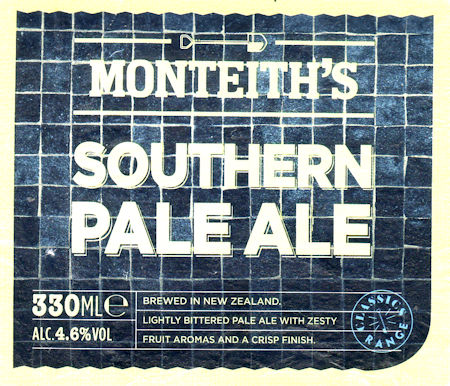 MONTEITH'S
SOUTHERN
PALE ALE
330ML e
ALC. 4.6%VOL
BREWED IN NEW ZEALAND.
LIGHTLY BITTERED PALE ALE WITH ZESTY
FRUIT AROMAS AND A CRISP FINISH.
CLASSICS
RANGE